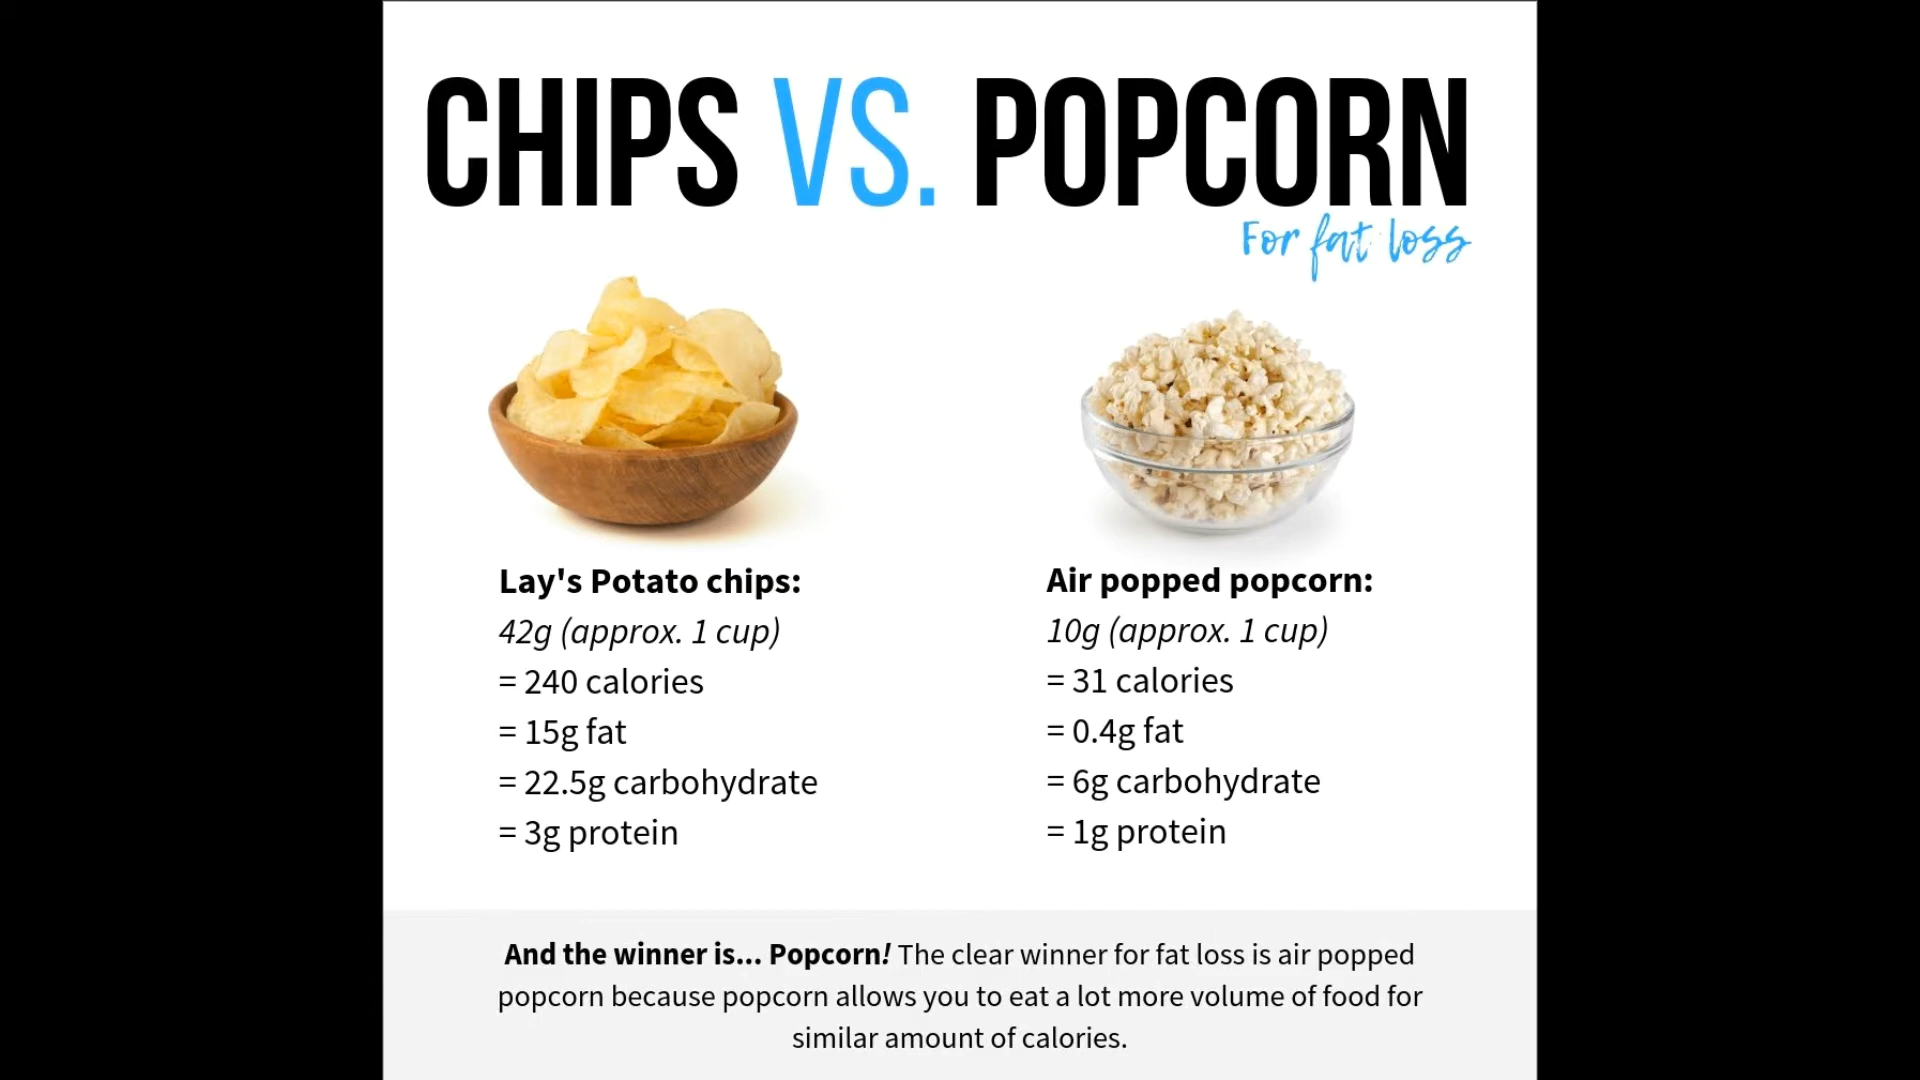 CHIPS VS. POPCORN
For fat loss
Lay's Potato chips:
42g (approx. 1 cup)
= 240 calories
= 15g fat
= 22.5g carbohydrate
= 3g protein
Air popped popcorn:
10g (approx. 1 cup)
= 31 calories
= 0.4g fat
= 6g carbohydrate
= 1g protein
And the winner is... Popcorn! The clear winner for fat loss is air popped
popcorn because popcorn allows you to eat a lot more volume of food for
similar amount of calories.